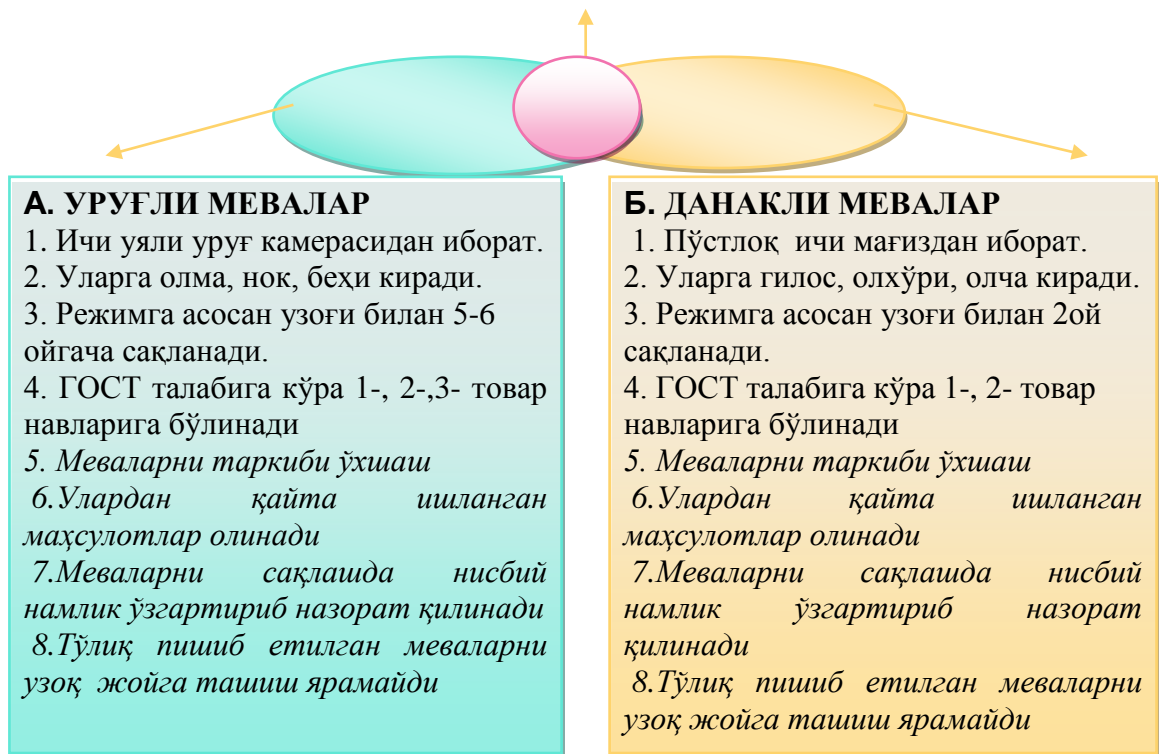 А. УРУҒЛИ МЕВАЛАР
1. Ичи уяли уруғ камерасидан иборат.
2. Уларга олма, нок, беҳи киради.
3. Режимга асосан узоғи билан 5-6
ойгача сақланади.
4. ГОСТ талабига кўра 1-, 2-,3- товар
навларига бўлинади
5. Меваларни таркиби ўхшаш
6.Улардан қайта ишланган
маҳсулотлар олинади
7.Меваларни сақлашда нисбий
намлик ўзгартириб назорат қилинади
8.Тўлиқ пишиб етилган меваларни
узоқ жойга ташиш ярамайди
Б. ДАНАКЛИ МЕВАЛАР
1. Пўстлоқ ичи мағиздан иборат.
2. Уларга гилос, олхўри, олча киради.
3. Режимга асосан узоғи билан 2ой
сақланади.
4. ГОСТ талабига кўра 1-, 2- товар
навларига бўлинади
5. Меваларни таркиби ўхшаш
6.Улардан қайта ишланган
маҳсулотлар олинади
7.Меваларни сақлашда нисбий
намлик ўзгартириб назорат
қилинади
8.Тўлиқ пишиб етилган меваларни
узоқ жойга ташиш ярамайди